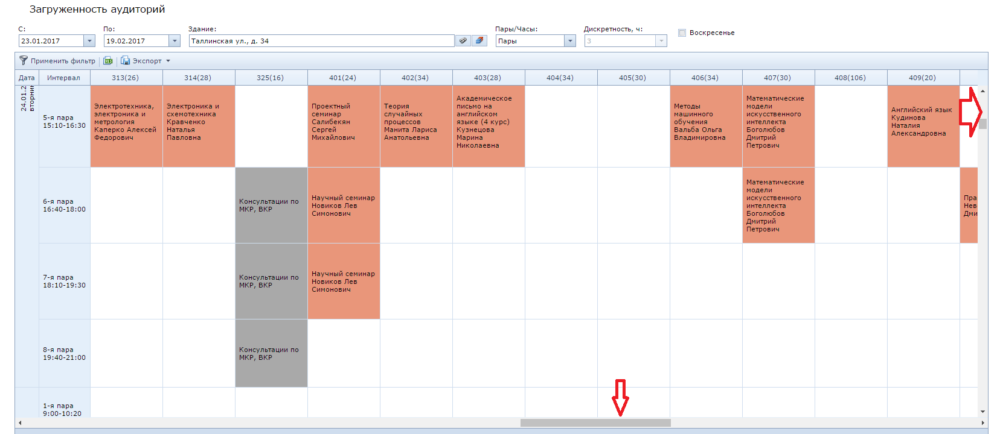 Загруженность аудиторий
С: По: Здание: Пары/Часы: Дискретность, ч:
23.01.2017 19.02.2017 Таллинская ул., д. 34 Пары 3 Воскресенье
Применить фильтр XLS Экспорт
Дата Интервал 313(26) 314(28) 325(16) 401(24) 402(34) 403(28) 404(34) 405(30) 406(34) 407(30) 408(106) 409(20)
24.01.2
вторник
5-я пара
15:10-16:30
Электротехника,
электроника и
метрология
Каперко Алексей
Федорович
Электроника и
схемотехника
Кравченко
Наталья
Павловна
Проектный
семинар
Салибекян
Сергей
Михайлович
Теория
случайных
процессов
Манита Лариса
Анатольевна
Академическое
письмо на
английском
языке (4 курс)
Кузнецова
Марина
Николаевна
Методы
машинного
обучения
Вальба Ольга
Владимировна
Математические
модели
искусственного
интеллекта
Боголюбов
Дмитрий
Петрович
Английский язык
Кудинова
Наталия
Александровна
6-я пара
16:40-18:00
Консультации по
МКР, ВКР
Научный семинар
Новиков Лев
Симонович
Математические
модели
искусственного
интеллекта
Боголюбов
Дмитрий
Петрович
Пра
Нев
Дми
7-я пара
18:10-19:30
Консультации по
МКР, ВКР
Научный семинар
Новиков Лев
Симонович
8-я пара
19:40-21:00
Консультации по
МКР, ВКР
1-я пара
9:00-10:20